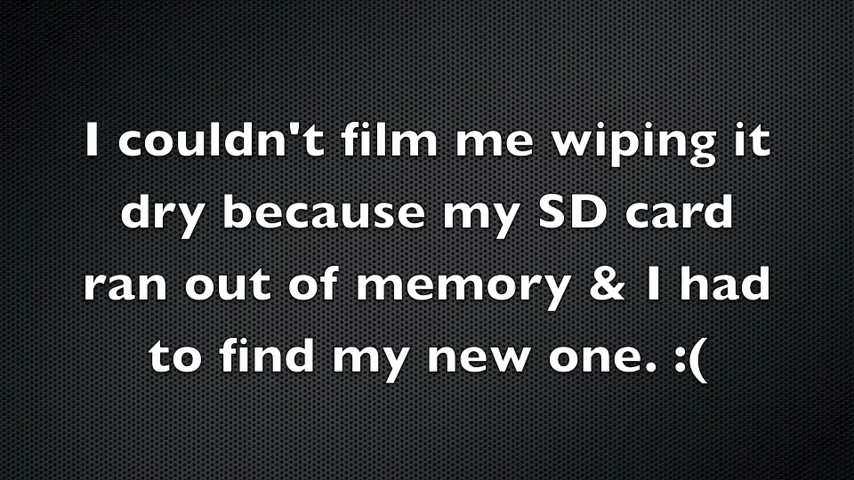 I couldn't film me wiping it
dry because my SD card
ran out of memory & I had
to find my new one. :(